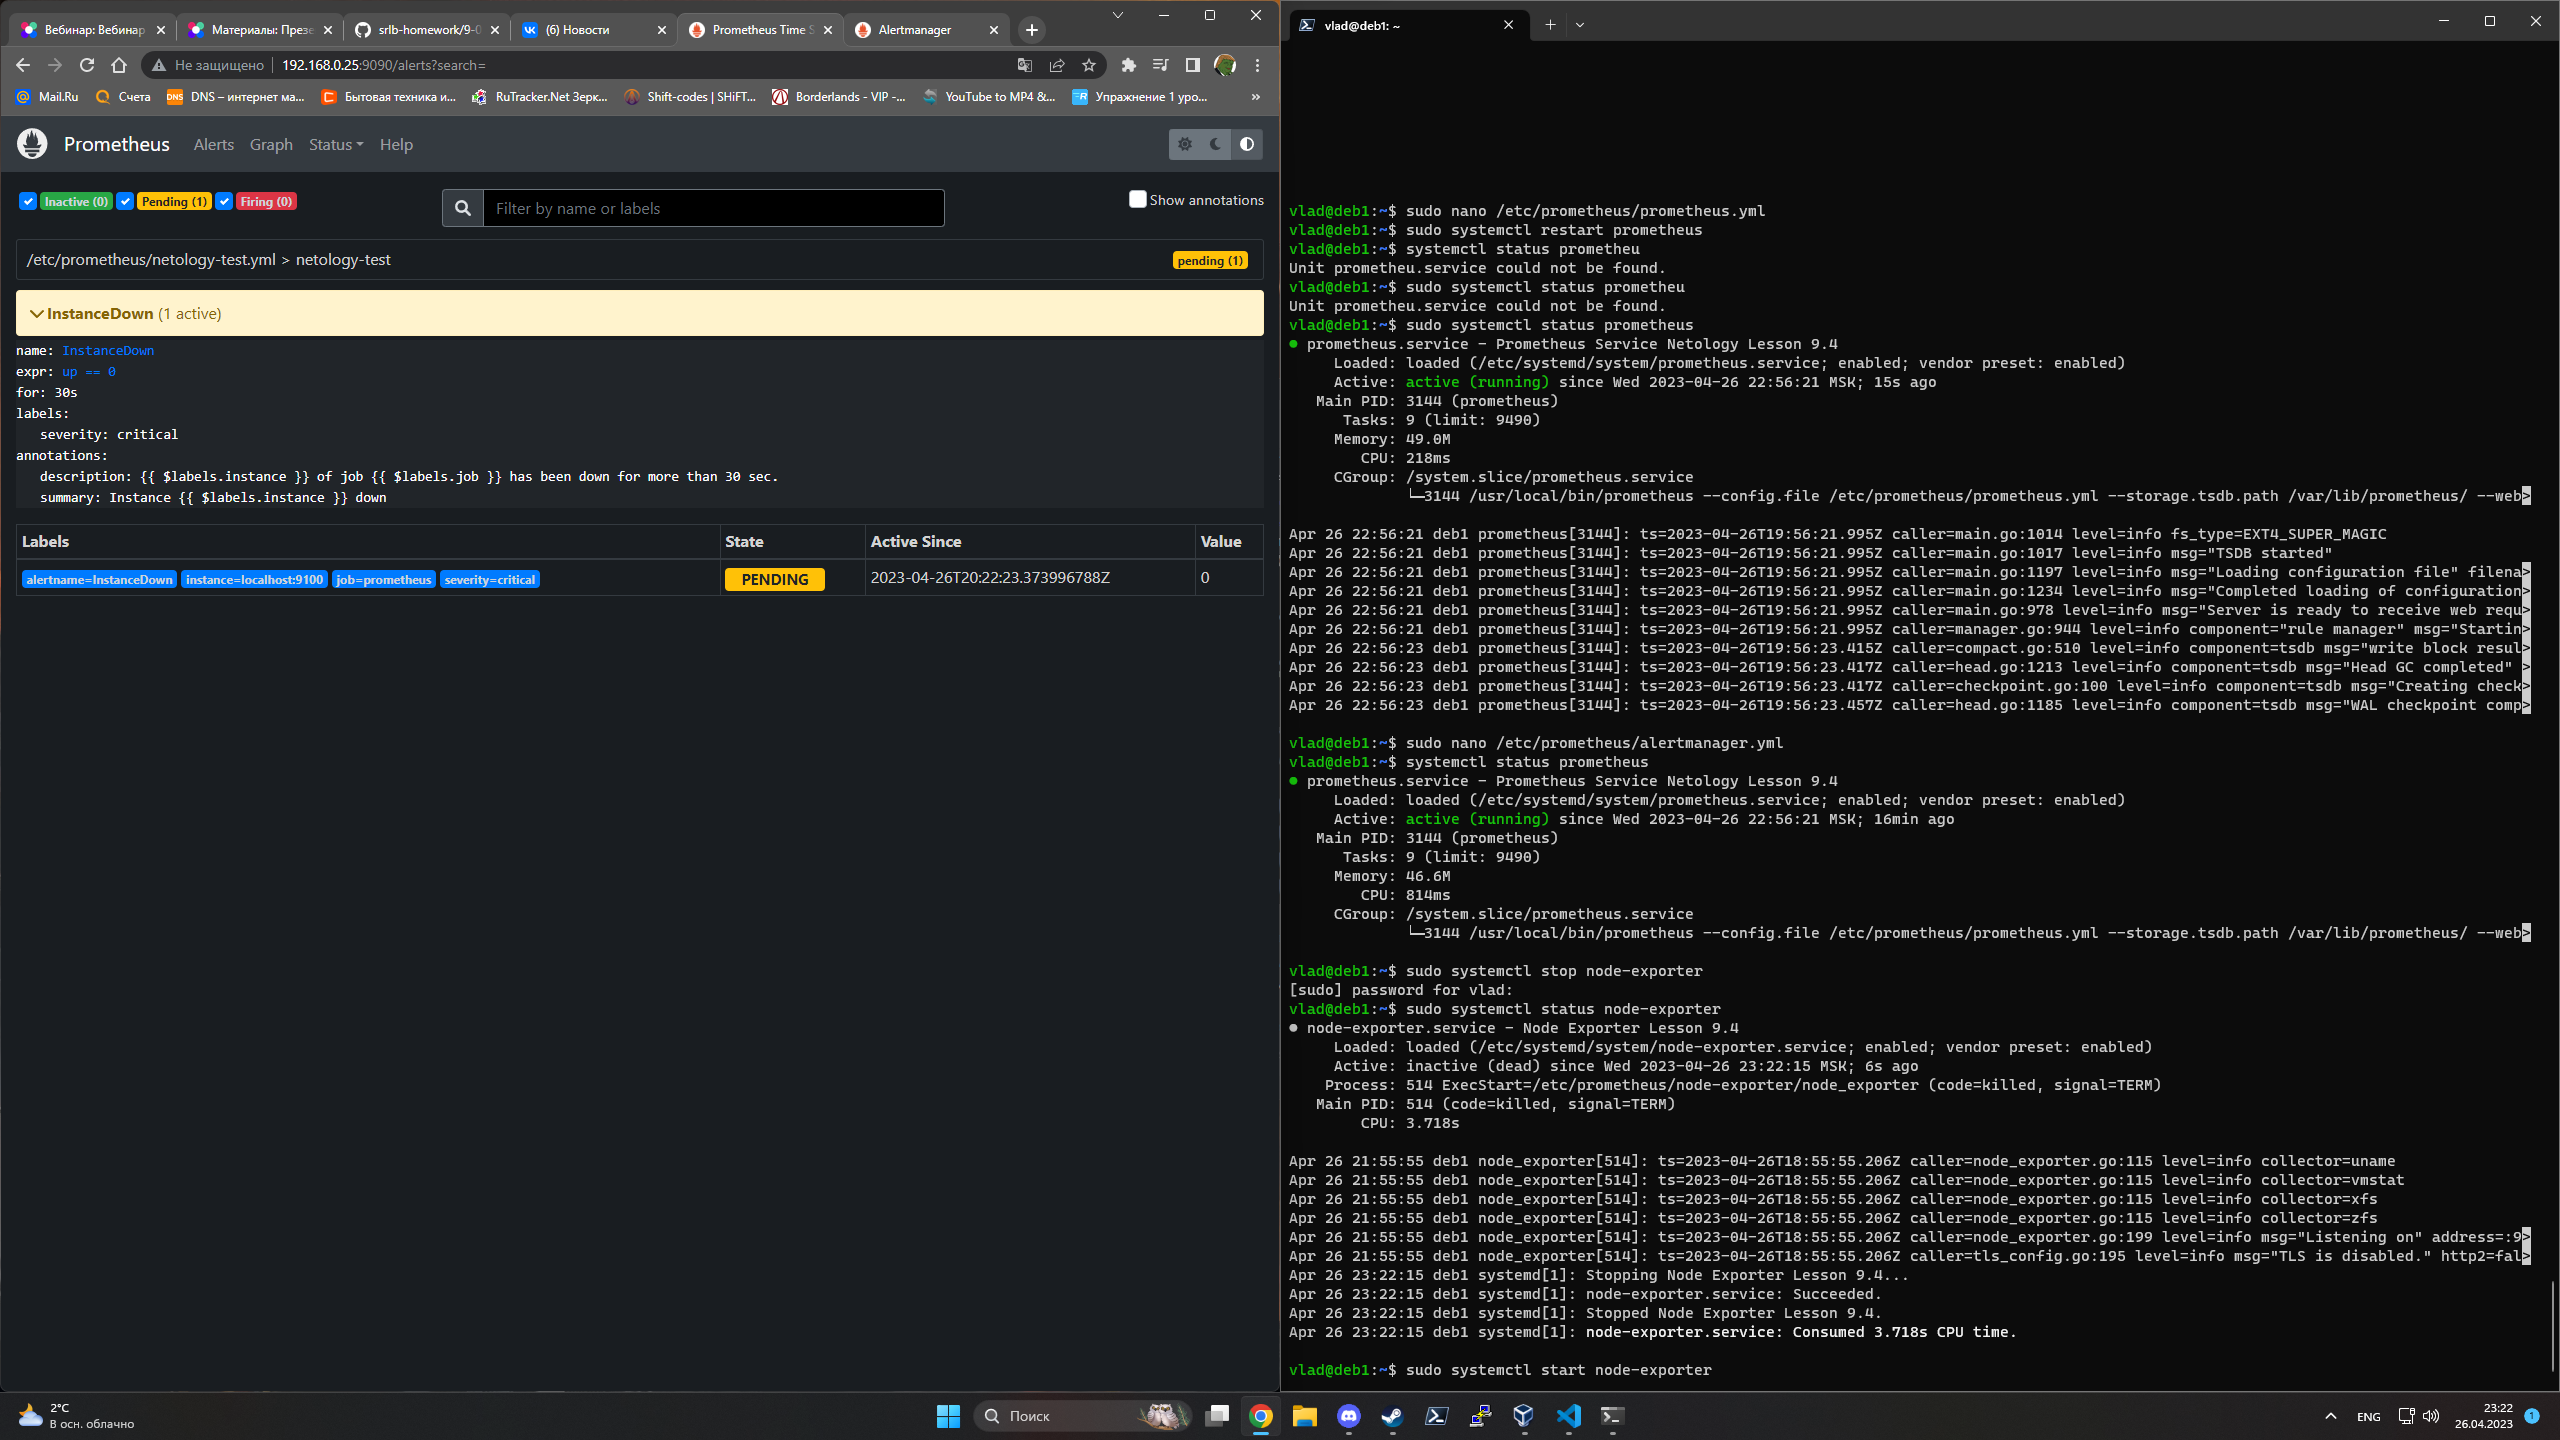 Вебинар: Вебинар
Материалы: Презе
srlb-homework/9-0
(6) Новости
Prometheus Time S
Alertmanager
Не защищено
192.168.0.25:9090/alerts?search=
Mail.Ru
Счета
DNS – интернет ма...
Бытовая техника и...
RuTracker.Net Зерк...
Shift-codes | SHiFT...
Borderlands - VIP -...
YouTube to MP4 &...
Упражнение 1 уро...
»
Prometheus
Alerts
Graph
Status
Help
Inactive (0)
Pending (1)
Firing (0)
Filter by name or labels
Show annotations
/etc/prometheus/netology-test.yml > netology-test
pending (1)
InstanceDown (1 active)
name: InstanceDown
expr: up == 0
for: 30s
labels:
severity: critical
annotations:
description: {{ $labels.instance }} of job {{ $labels.job }} has been down for more than 30 sec.
summary: Instance {{ $labels.instance }} down
Labels State Active Since Value
alertname=InstanceDown instance=localhost:9100 job=prometheus severity=critical PENDING 2023-04-26T20:22:23.373996788Z 0
vlad@deb1: ~
vlad@deb1:~$ sudo nano /etc/prometheus/prometheus.yml
vlad@deb1:~$ sudo systemctl restart prometheus
vlad@deb1:~$ systemctl status prometheu
Unit prometheu.service could not be found.
vlad@deb1:~$ sudo systemctl status prometheu
Unit prometheu.service could not be found.
vlad@deb1:~$ sudo systemctl status prometheus
● prometheus.service - Prometheus Service Netology Lesson 9.4
Loaded: loaded (/etc/systemd/system/prometheus.service; enabled; vendor preset: enabled)
Active: active (running) since Wed 2023-04-26 22:56:21 MSK; 15s ago
Main PID: 3144 (prometheus)
Tasks: 9 (limit: 9490)
Memory: 49.0M
CPU: 218ms
CGroup: /system.slice/prometheus.service
└─3144 /usr/local/bin/prometheus --config.file /etc/prometheus/prometheus.yml --storage.tsdb.path /var/lib/prometheus/ --web>
Apr 26 22:56:21 deb1 prometheus[3144]: ts=2023-04-26T19:56:21.995Z caller=main.go:1014 level=info fs_type=EXT4_SUPER_MAGIC
Apr 26 22:56:21 deb1 prometheus[3144]: ts=2023-04-26T19:56:21.995Z caller=main.go:1017 level=info msg="TSDB started"
Apr 26 22:56:21 deb1 prometheus[3144]: ts=2023-04-26T19:56:21.995Z caller=main.go:1197 level=info msg="Loading configuration file" filena>
Apr 26 22:56:21 deb1 prometheus[3144]: ts=2023-04-26T19:56:21.995Z caller=main.go:1234 level=info msg="Completed loading of configuration>
Apr 26 22:56:21 deb1 prometheus[3144]: ts=2023-04-26T19:56:21.995Z caller=main.go:978 level=info msg="Server is ready to receive web requ>
Apr 26 22:56:21 deb1 prometheus[3144]: ts=2023-04-26T19:56:21.995Z caller=manager.go:944 level=info component="rule manager" msg="Startin>
Apr 26 22:56:23 deb1 prometheus[3144]: ts=2023-04-26T19:56:23.415Z caller=compact.go:510 level=info component=tsdb msg="write block resul>
Apr 26 22:56:23 deb1 prometheus[3144]: ts=2023-04-26T19:56:23.417Z caller=head.go:1213 level=info component=tsdb msg="Head GC completed" >
Apr 26 22:56:23 deb1 prometheus[3144]: ts=2023-04-26T19:56:23.417Z caller=checkpoint.go:100 level=info component=tsdb msg="Creating check>
Apr 26 22:56:23 deb1 prometheus[3144]: ts=2023-04-26T19:56:23.457Z caller=head.go:1185 level=info component=tsdb msg="WAL checkpoint comp>
vlad@deb1:~$ sudo nano /etc/prometheus/alertmanager.yml
vlad@deb1:~$ systemctl status prometheus
● prometheus.service - Prometheus Service Netology Lesson 9.4
Loaded: loaded (/etc/systemd/system/prometheus.service; enabled; vendor preset: enabled)
Active: active (running) since Wed 2023-04-26 22:56:21 MSK; 16min ago
Main PID: 3144 (prometheus)
Tasks: 9 (limit: 9490)
Memory: 46.6M
CPU: 814ms
CGroup: /system.slice/prometheus.service
└─3144 /usr/local/bin/prometheus --config.file /etc/prometheus/prometheus.yml --storage.tsdb.path /var/lib/prometheus/ --web>
vlad@deb1:~$ sudo systemctl stop node-exporter
[sudo] password for vlad:
vlad@deb1:~$ sudo systemctl status node-exporter
● node-exporter.service - Node Exporter Lesson 9.4
Loaded: loaded (/etc/systemd/system/node-exporter.service; enabled; vendor preset: enabled)
Active: inactive (dead) since Wed 2023-04-26 23:22:15 MSK; 6s ago
Process: 514 ExecStart=/etc/prometheus/node-exporter/node_exporter (code=killed, signal=TERM)
Main PID: 514 (code=killed, signal=TERM)
CPU: 3.718s
Apr 26 21:55:55 deb1 node_exporter[514]: ts=2023-04-26T18:55:55.206Z caller=node_exporter.go:115 level=info collector=uname
Apr 26 21:55:55 deb1 node_exporter[514]: ts=2023-04-26T18:55:55.206Z caller=node_exporter.go:115 level=info collector=vmstat
Apr 26 21:55:55 deb1 node_exporter[514]: ts=2023-04-26T18:55:55.206Z caller=node_exporter.go:115 level=info collector=xfs
Apr 26 21:55:55 deb1 node_exporter[514]: ts=2023-04-26T18:55:55.206Z caller=node_exporter.go:115 level=info collector=zfs
Apr 26 21:55:55 deb1 node_exporter[514]: ts=2023-04-26T18:55:55.206Z caller=node_exporter.go:199 level=info msg="Listening on" address=:9>
Apr 26 21:55:55 deb1 node_exporter[514]: ts=2023-04-26T18:55:55.206Z caller=tls_config.go:195 level=info msg="TLS is disabled." http2=fal>
Apr 26 23:22:15 deb1 systemd[1]: Stopping Node Exporter Lesson 9.4...
Apr 26 23:22:15 deb1 systemd[1]: node-exporter.service: Succeeded.
Apr 26 23:22:15 deb1 systemd[1]: Stopped Node Exporter Lesson 9.4.
Apr 26 23:22:15 deb1 systemd[1]: node-exporter.service: Consumed 3.718s CPU time.
vlad@deb1:~$ sudo systemctl start node-exporter
2°C
В осн. облачно
Поиск
ENG
23:22
26.04.2023
1